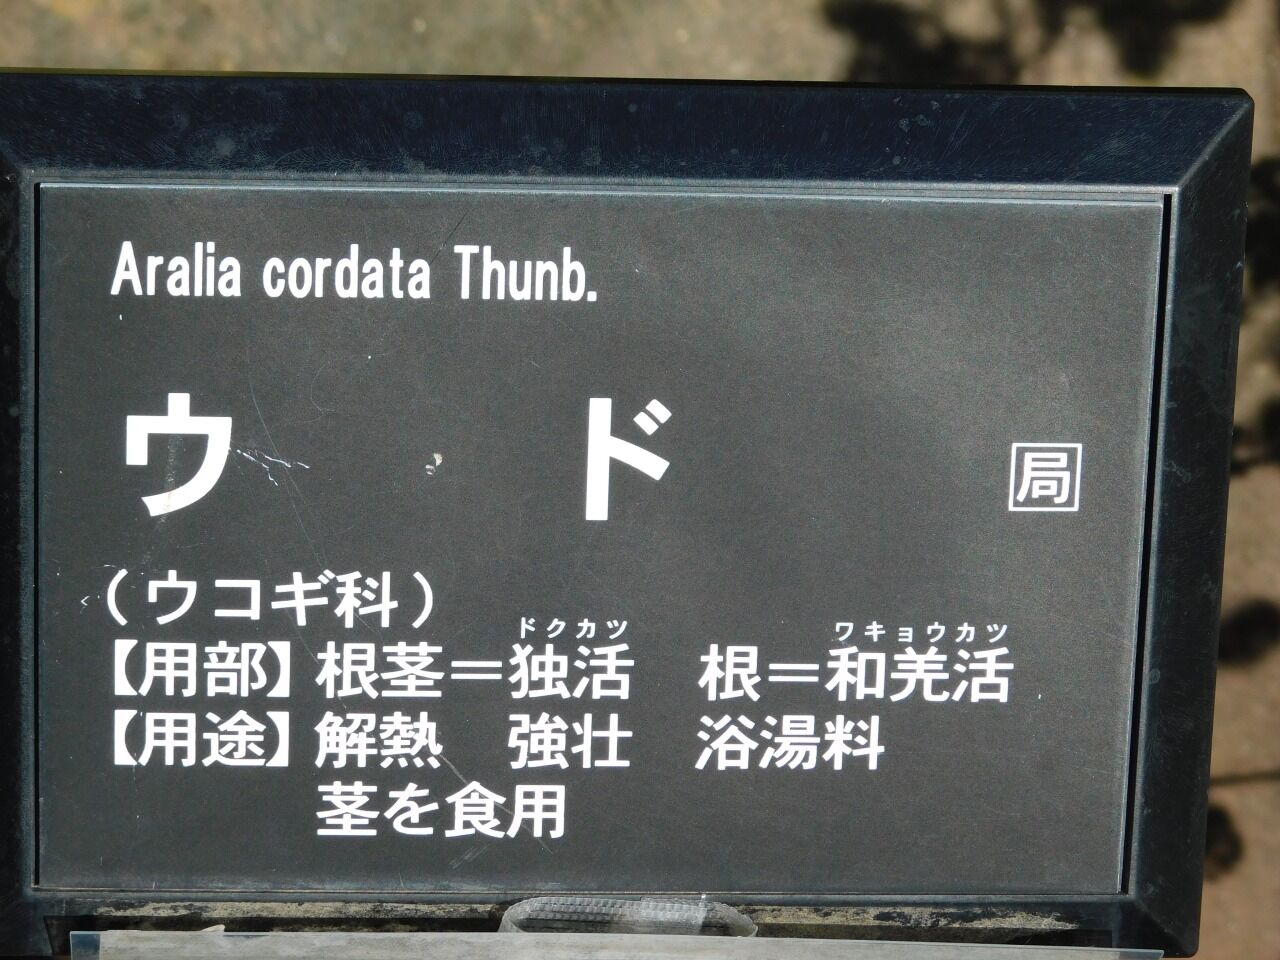 Aralia cordata Thunb.
ウド 局
(ウコギ科)
ドクカツ ワキョウカツ
【用部】根茎＝独活 根＝和羌活
【用途】解熱 強壮 浴湯料
茎を食用